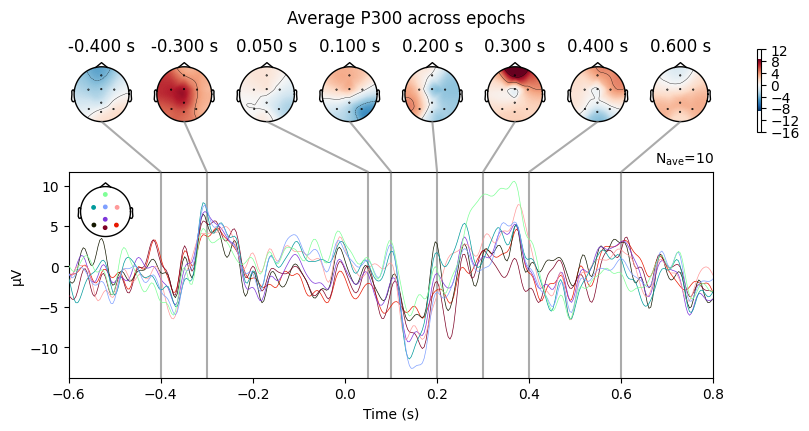 Average P300 across epochs
-0.400 s -0.300 s 0.050 s 0.100 s 0.200 s 0.300 s 0.400 s 0.600 s
12
8
4
0
−4
−8
−12
−16
Nave=10
10
5
0
−5
−10
µV
−0.6 −0.4 −0.2 0.0 0.2 0.4 0.6 0.8
Time (s)